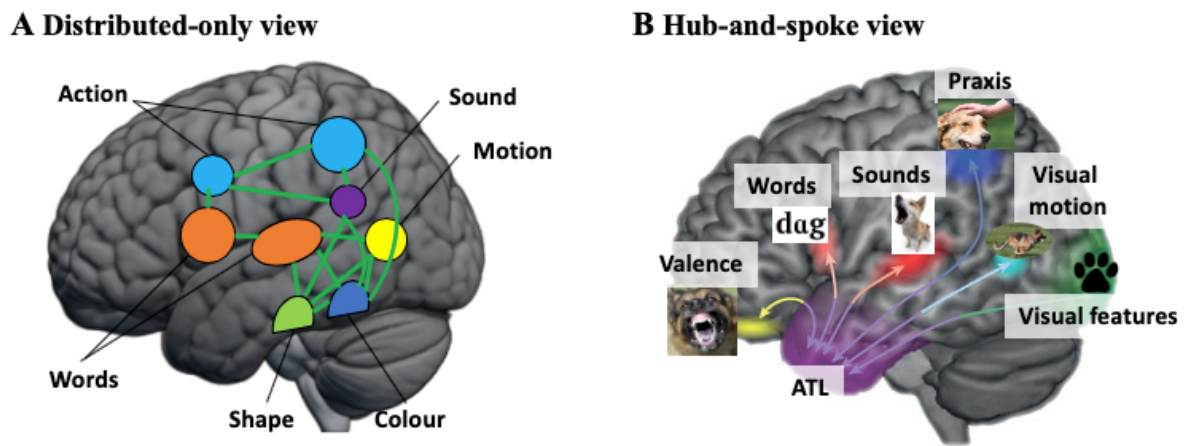 A Distributed-only view
Action
Sound
Motion
Words
Shape
Colour
B Hub-and-spoke view
Praxis
Words
Sounds
Visual
motion
dɑg
Valence
Visual features
ATL